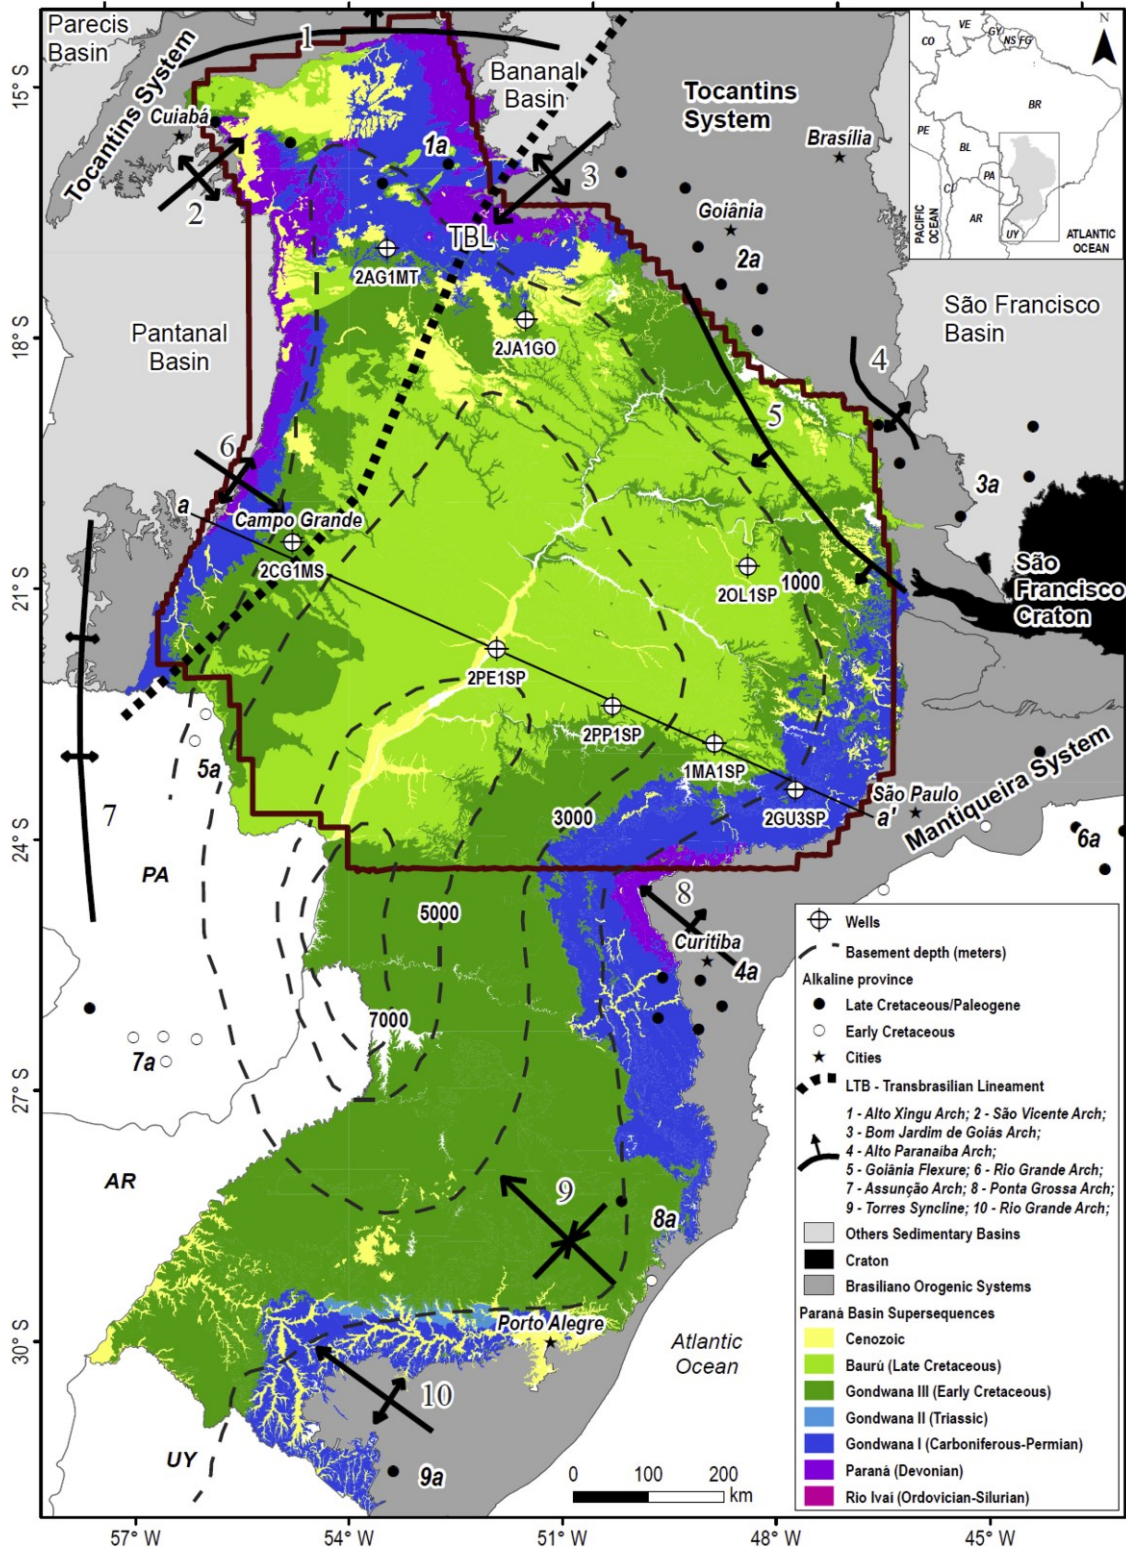 Parecis
Basin
1
Bananal
Basin
Tocantins System
Cuiabá
Tocantins
System
Brasília
N
VE
GY
NS
FG
CO
BR
PE
BL
PA
AR
UY
PACIFIC
OCEAN
ATLANTIC
OCEAN
15° S
18° S
21° S
24° S
27° S
30° S
1a
2
3
Goiânia
TBL
2a
2AG1MT
2JA1GO
São Francisco
Basin
Pantanal
Basin
4
5
6
3a
a
Campo Grande
2CG1MS
2OL1SP
1000
São
Francisco
Craton
2PE1SP
2PP1SP
1MA1SP
5a
7
3000
2GU3SP
São Paulo
a'
Mantiqueira System
6a
PA
8
5000
Curitiba
4a
7000
7a
AR
9
8a
Porto Alegre
Atlantic
Ocean
10
UY
9a
0 100 200
km
57° W
54° W
51° W
48° W
45° W
Wells
Basement depth (meters)
Alkaline province
Late Cretaceous/Paleogene
Early Cretaceous
Cities
LTB - Transbrasilian Lineament
1 - Alto Xingu Arch; 2 - São Vicente Arch;
3 - Bom Jardim de Goiás Arch;
4 - Alto Paranaíba Arch;
5 - Goiânia Flexure; 6 - Rio Grande Arch;
7 - Assunção Arch; 8 - Ponta Grossa Arch;
9 - Torres Syncline; 10 - Rio Grande Arch;
Others Sedimentary Basins
Craton
Brasiliano Orogenic Systems
Paraná Basin Supersequences
Cenozoic
Baurú (Late Cretaceous)
Gondwana III (Early Cretaceous)
Gondwana II (Triassic)
Gondwana I (Carboniferous-Permian)
Paraná (Devonian)
Rio Ivaí (Ordovician-Silurian)